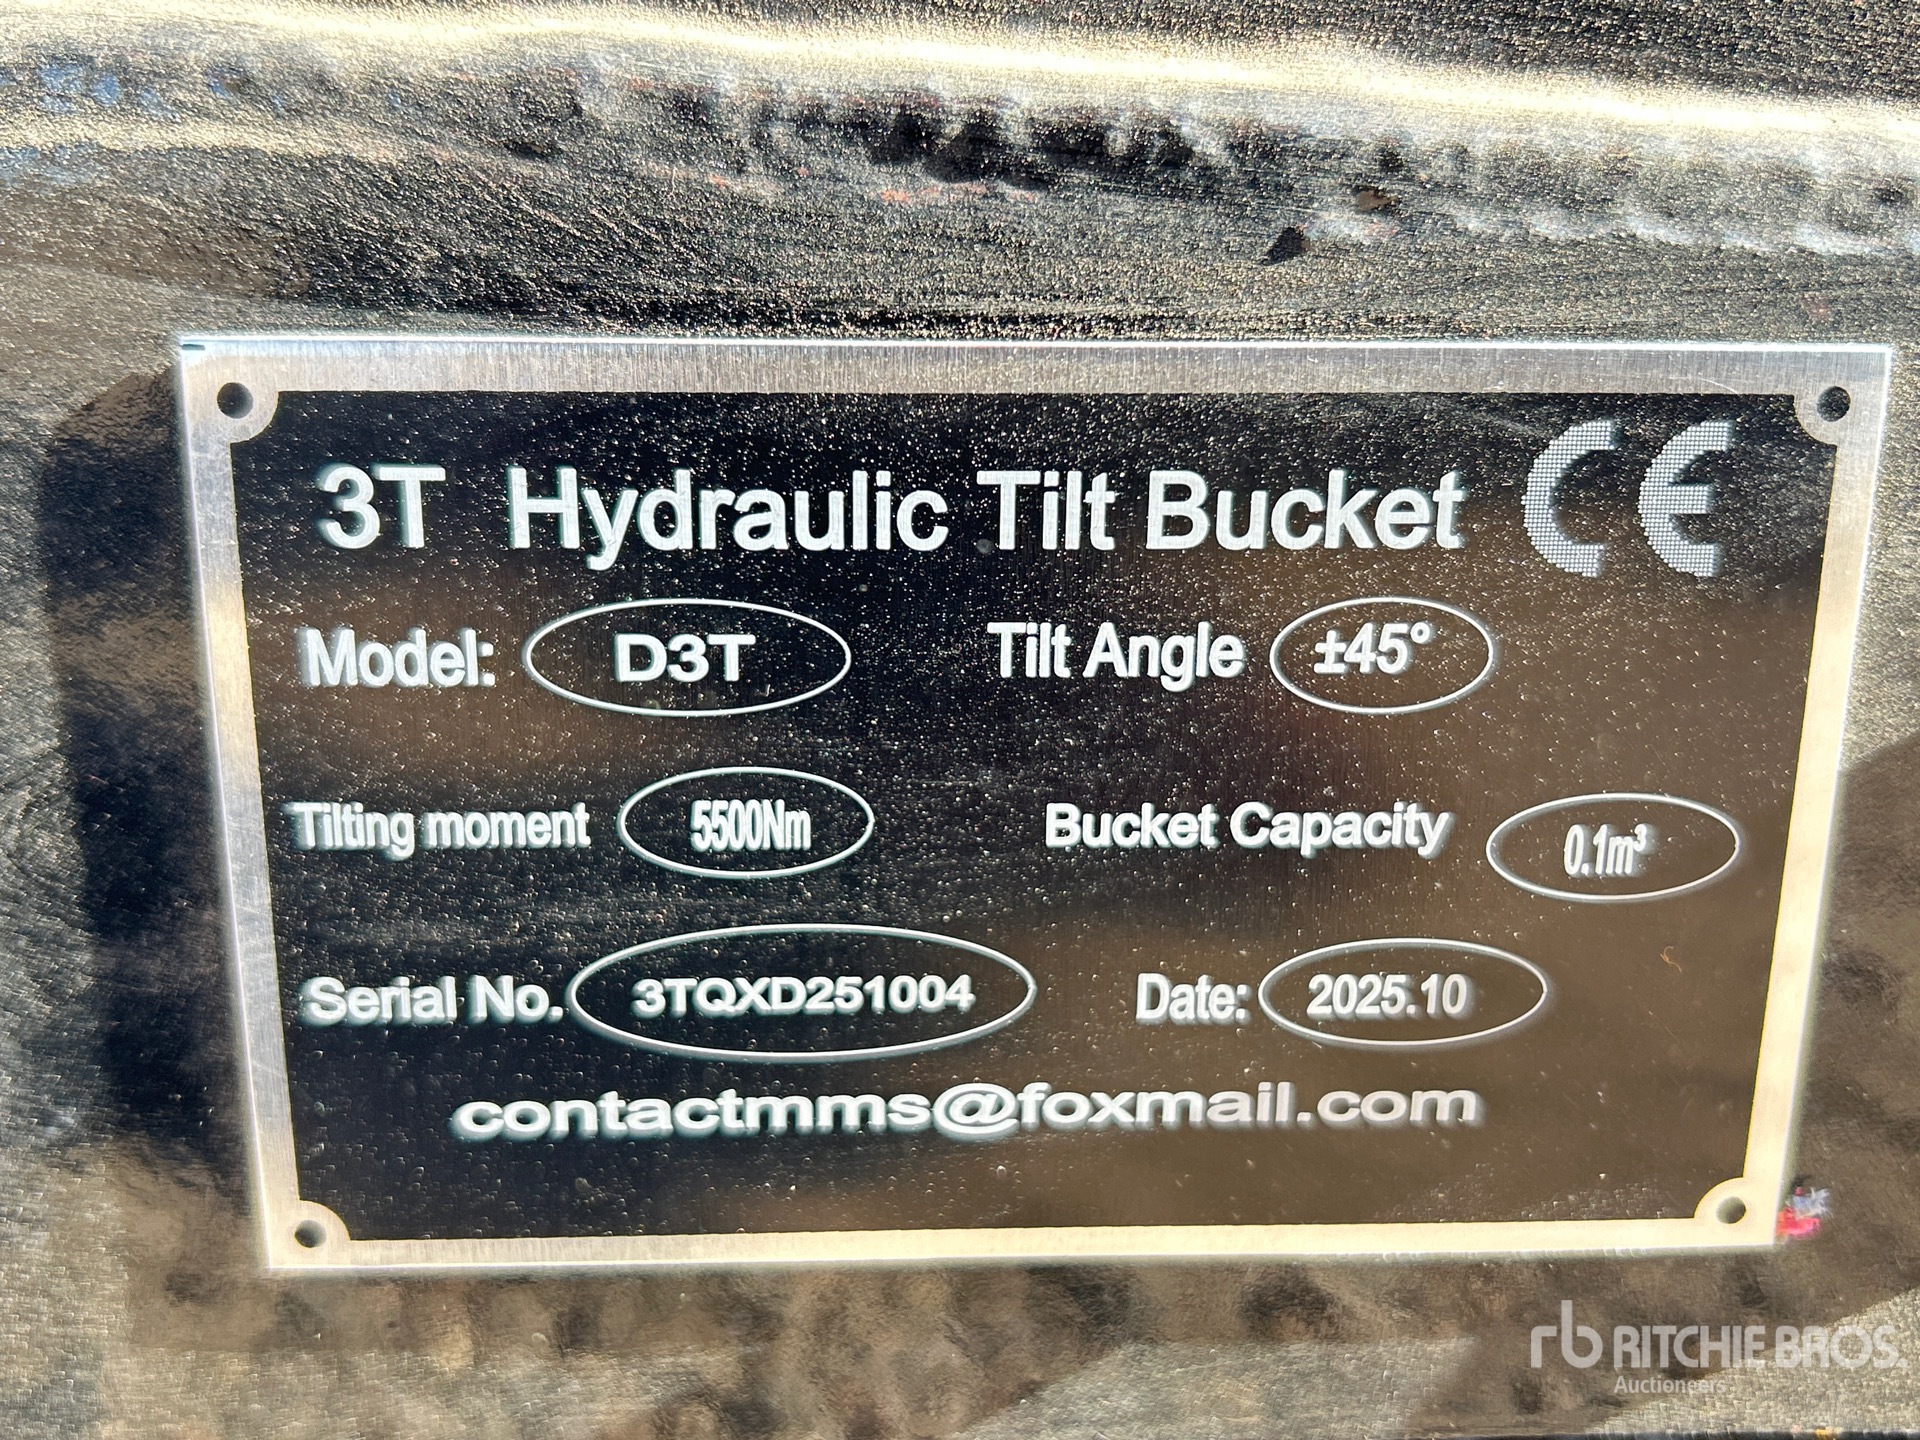 3T Hydraulic Tilt Bucket CE
Model: D3T Tilt Angle ±45°
Tilting moment 5500Nm Bucket Capacity 0.1m³
Serial No. 3TQXD251004 Date: 2025.10
contactmms@foxmail.com
rb RITCHIE BROS.
Auctioneers